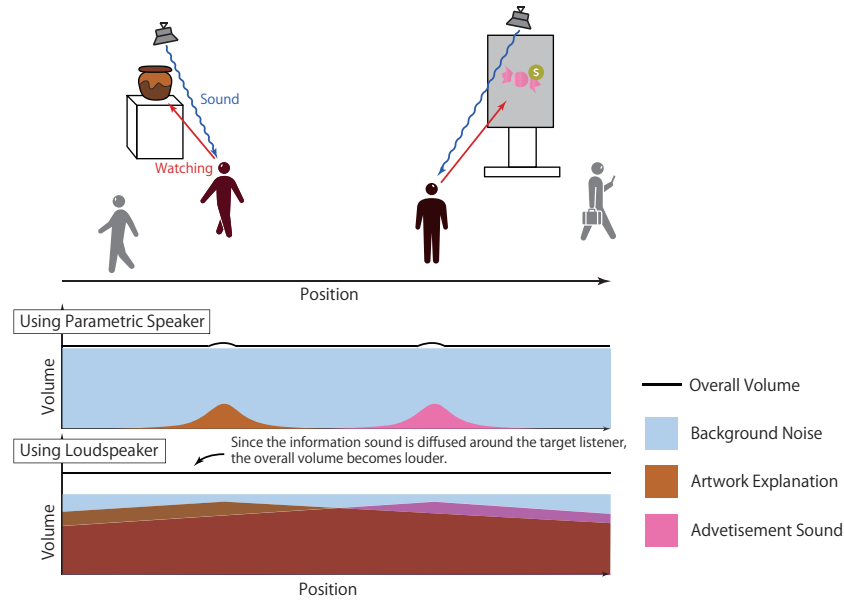 S
Sound
Watching
Position
Using Parametric Speaker
Volume
Using Loudspeaker
Since the information sound is diffused around the target listener,
the overall volume becomes louder.
Volume
Position
Overall Volume
Background Noise
Artwork Explanation
Advetisement Sound